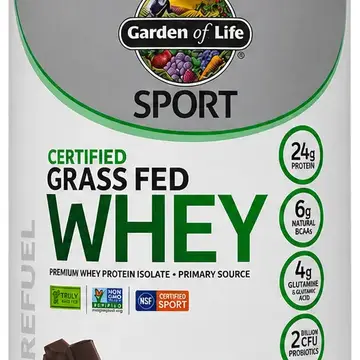 Garden of Life®
SPORT
CERTIFIED
GRASS FED
WHEY
PREMIUM WHEY PROTEIN ISOLATE • PRIMARY SOURCE
24g
PROTEIN
6g
NATURAL
BCAAs
4g
GLUTAMINE
& GLUTAMIC
ACID
2
BILLION
CFU
PROBIOTICS
TRULY
NON
GMO
NSF
CERTIFIED
SPORT
REFUEL